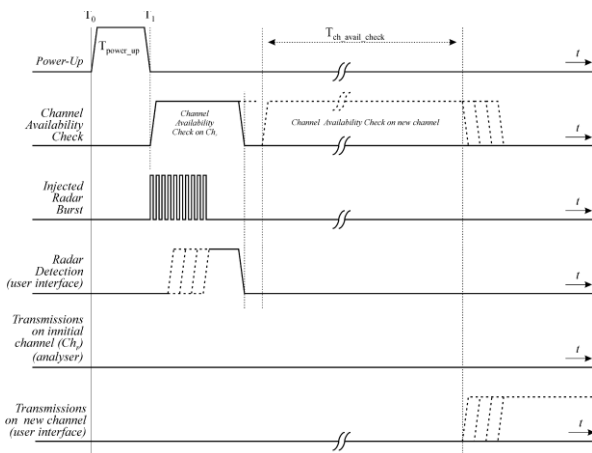 T0 T1
Tch_avail_check
Power-Up
Tpower_up
t
Channel
Availability
Check
Channel
Availability
Check on Chr
Channel Availability Check on new channel
t
Injected
Radar
Burst
t
Radar
Detection
(user interface)
t
Transmissions
on innitial
channel (Chr)
(analyser)
t
Transmissions
on new channel
(user interface)
t